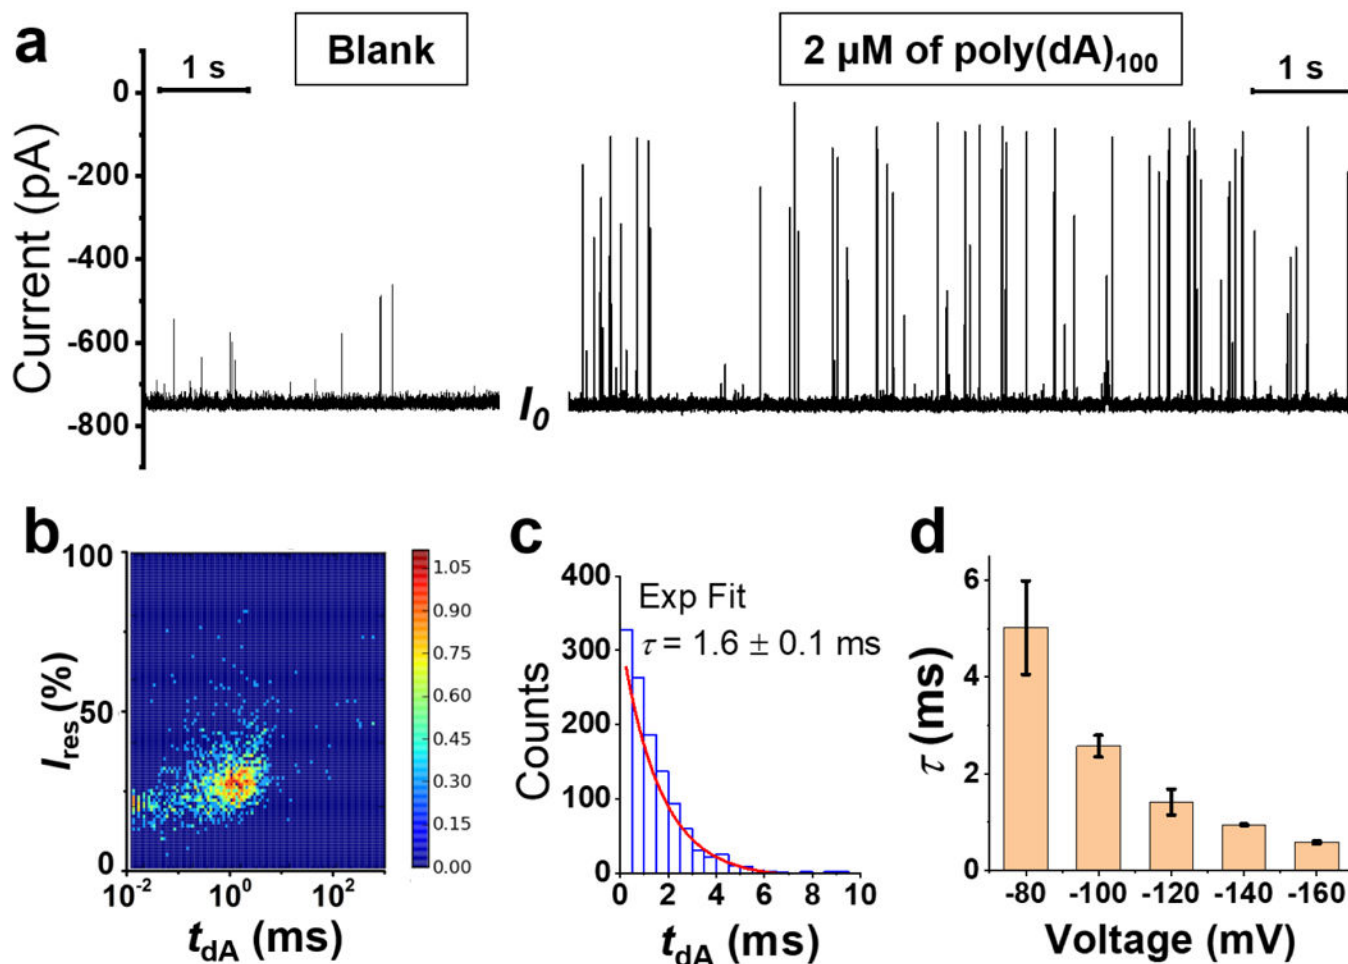 a
Blank
2 μM of poly(dA)100
1 s
1 s
Current (pA)
0
-200
-400
-600
-800
I0
b
Ires (%)
100
50
0
10-2
100
102
tdA (ms)
1.05
0.90
0.75
0.60
0.45
0.30
0.15
0.00
c
Counts
400
300
200
100
0
Exp Fit
τ = 1.6 ± 0.1 ms
0 2 4 6 8 10
tdA (ms)
d
τ (ms)
6
4
2
0
-80 -100 -120 -140 -160
Voltage (mV)